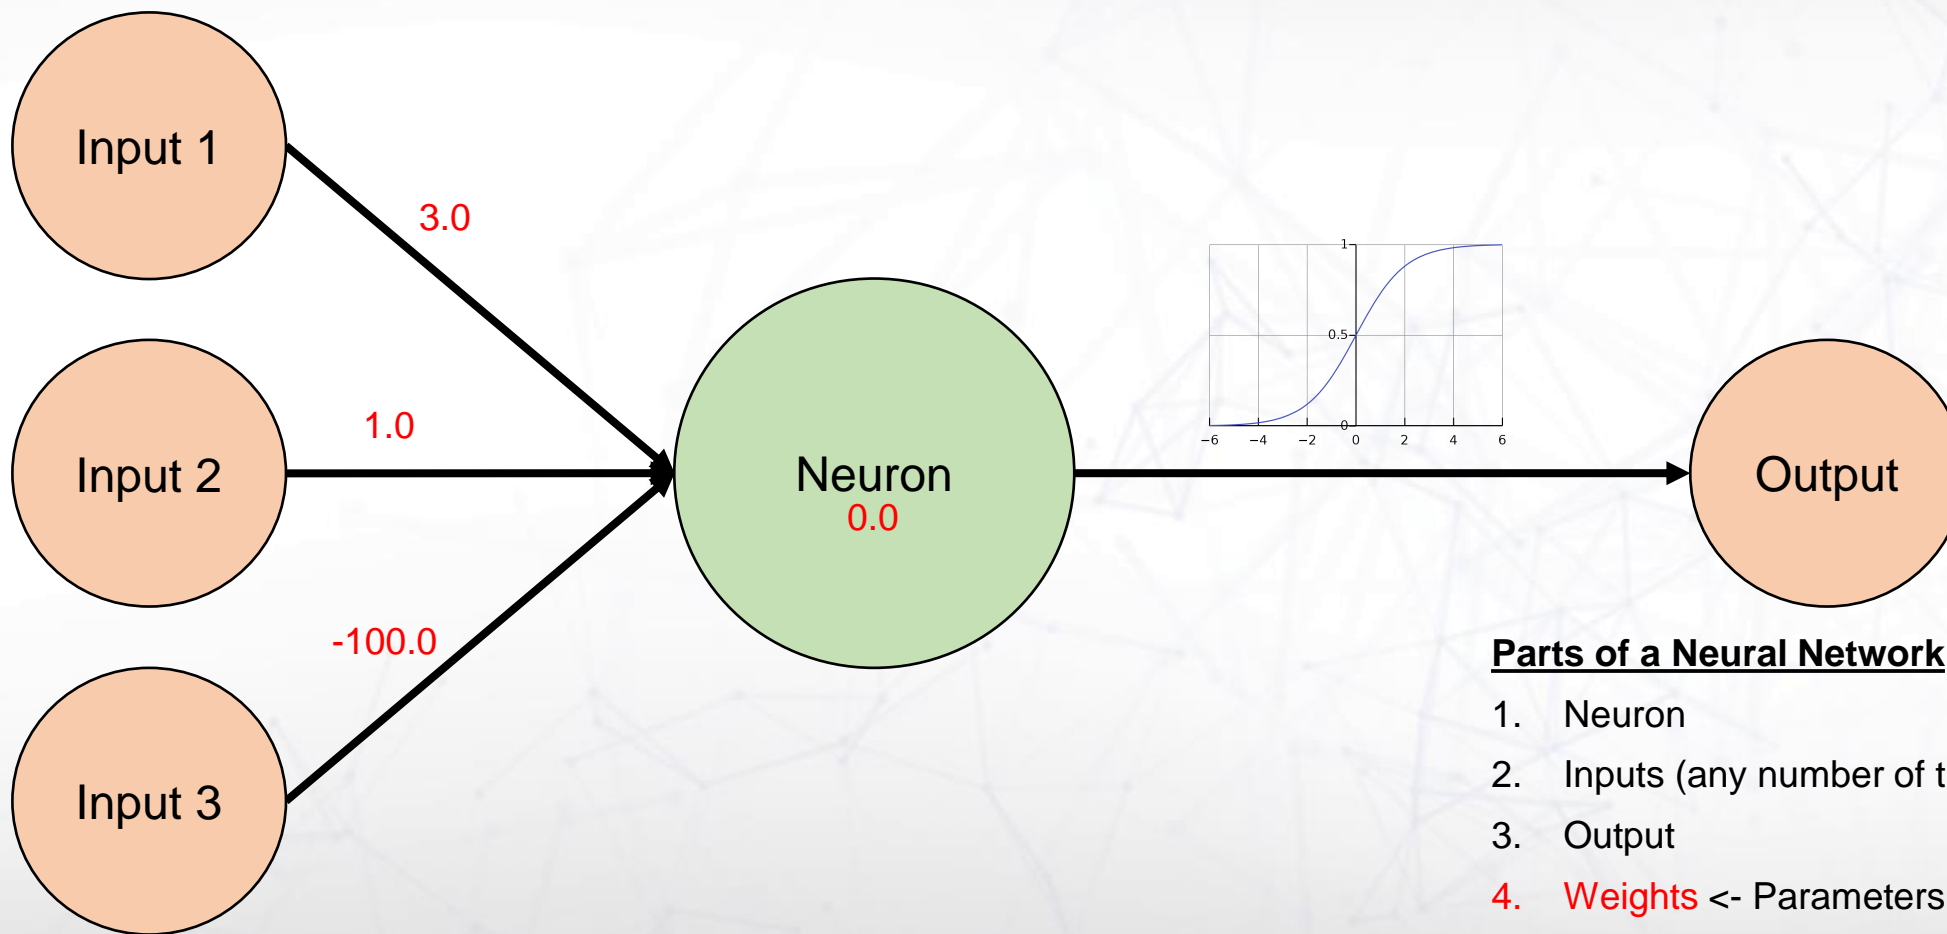 Input 1
3.0
1.0
Input 2
-100.0
Input 3
Neuron
0.0
1
0.5
0
−6 −4 −2 0 2 4 6
Output
Parts of a Neural Network
1. Neuron
2. Inputs (any number of t
3. Output
4. Weights <- Parameters